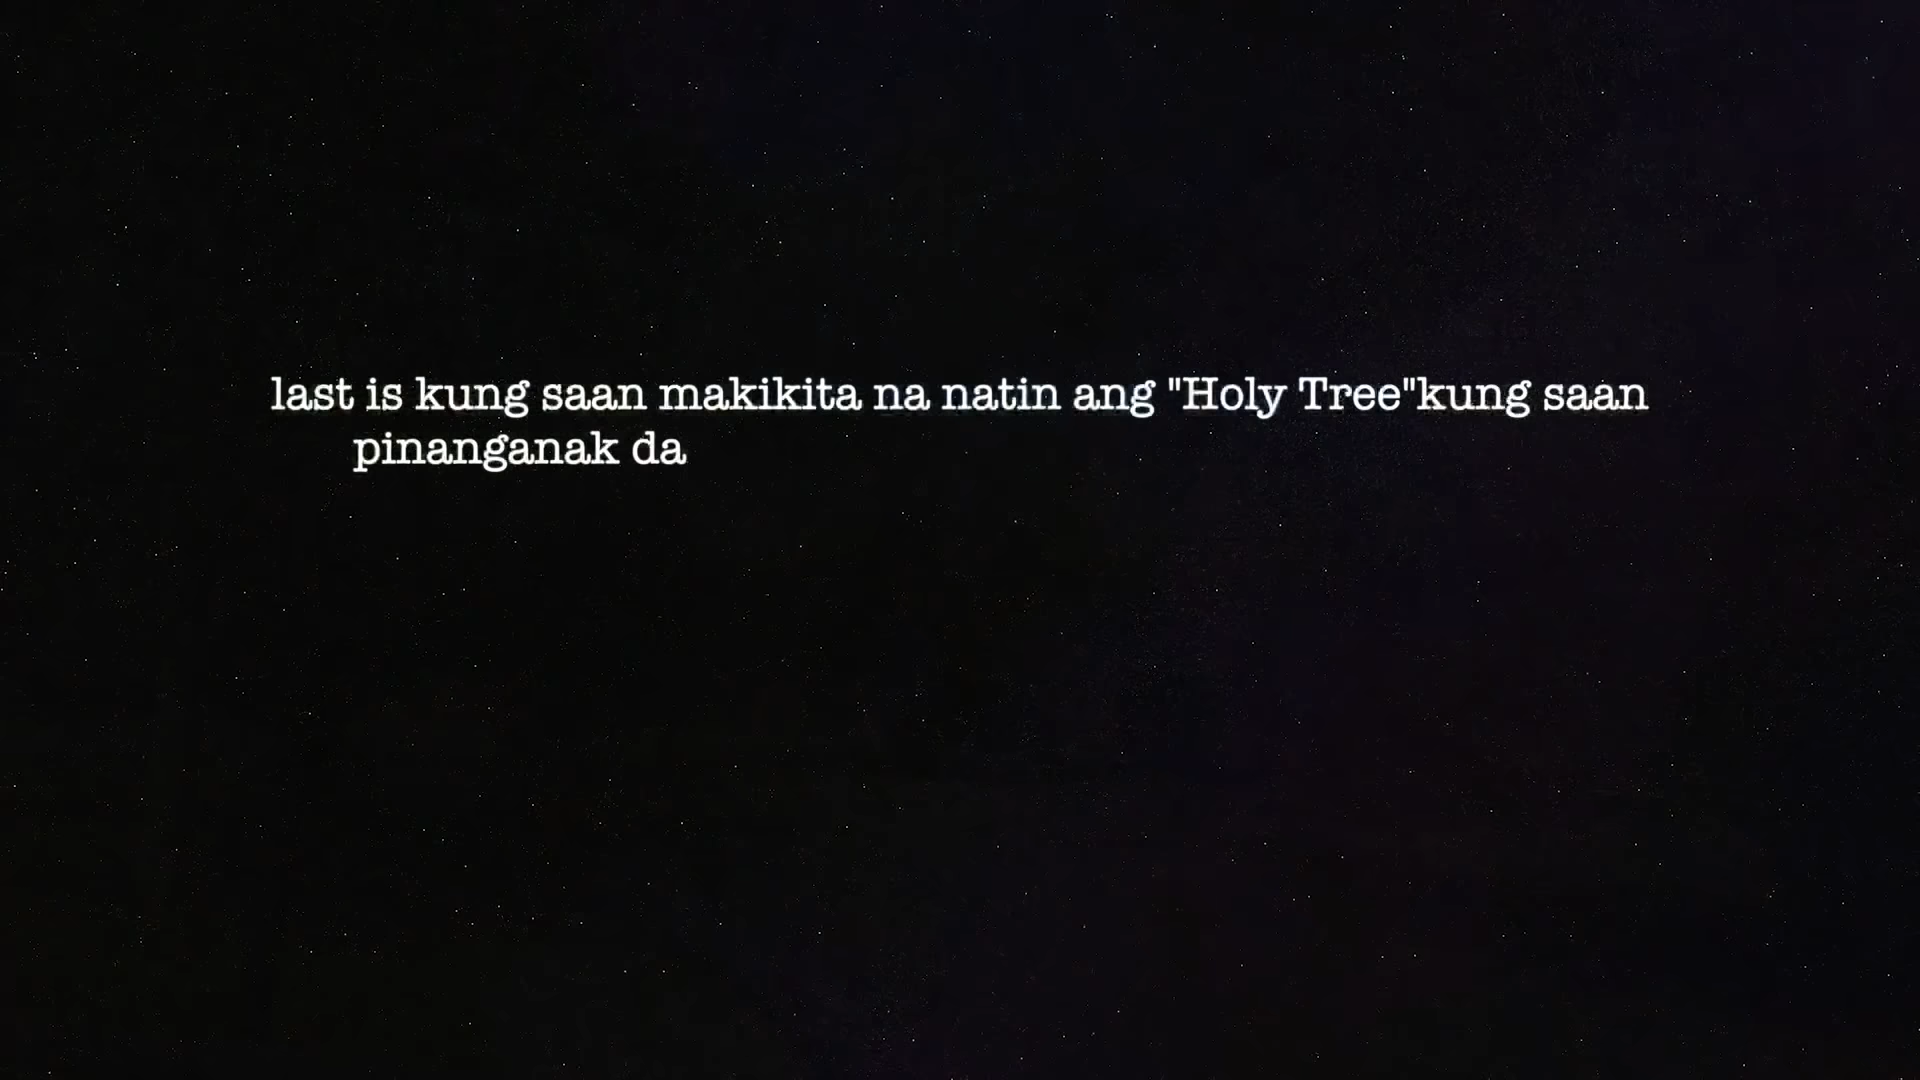 last is kung saan makikita na natin ang "Holy Tree"kung saan
pinanganak da